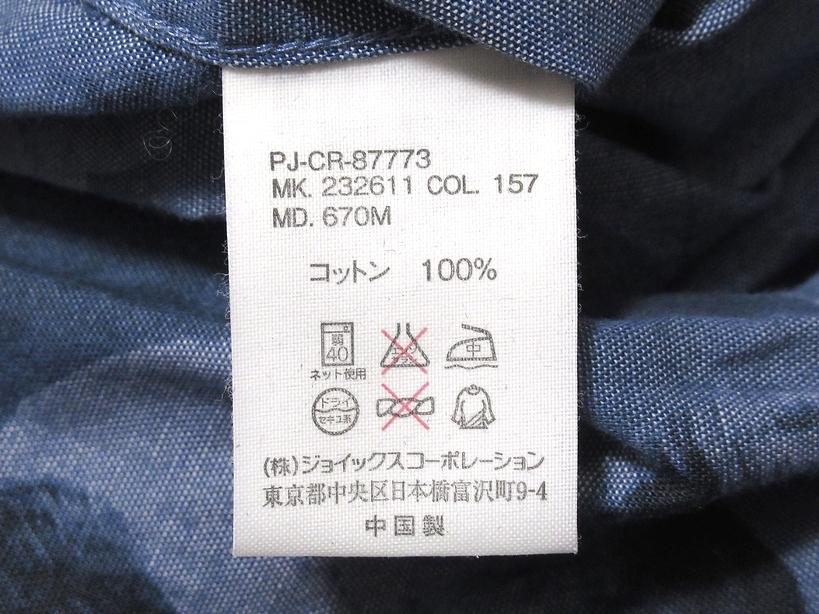 PJ-CR-87773
MK. 232611 COL. 157
MD. 670M
コットン 100%
弱 40
中
ネット使用
ドライ
セキユ系
(株)ジョイックスコーポレーション
東京都中央区日本橋富沢町9-4
中国製